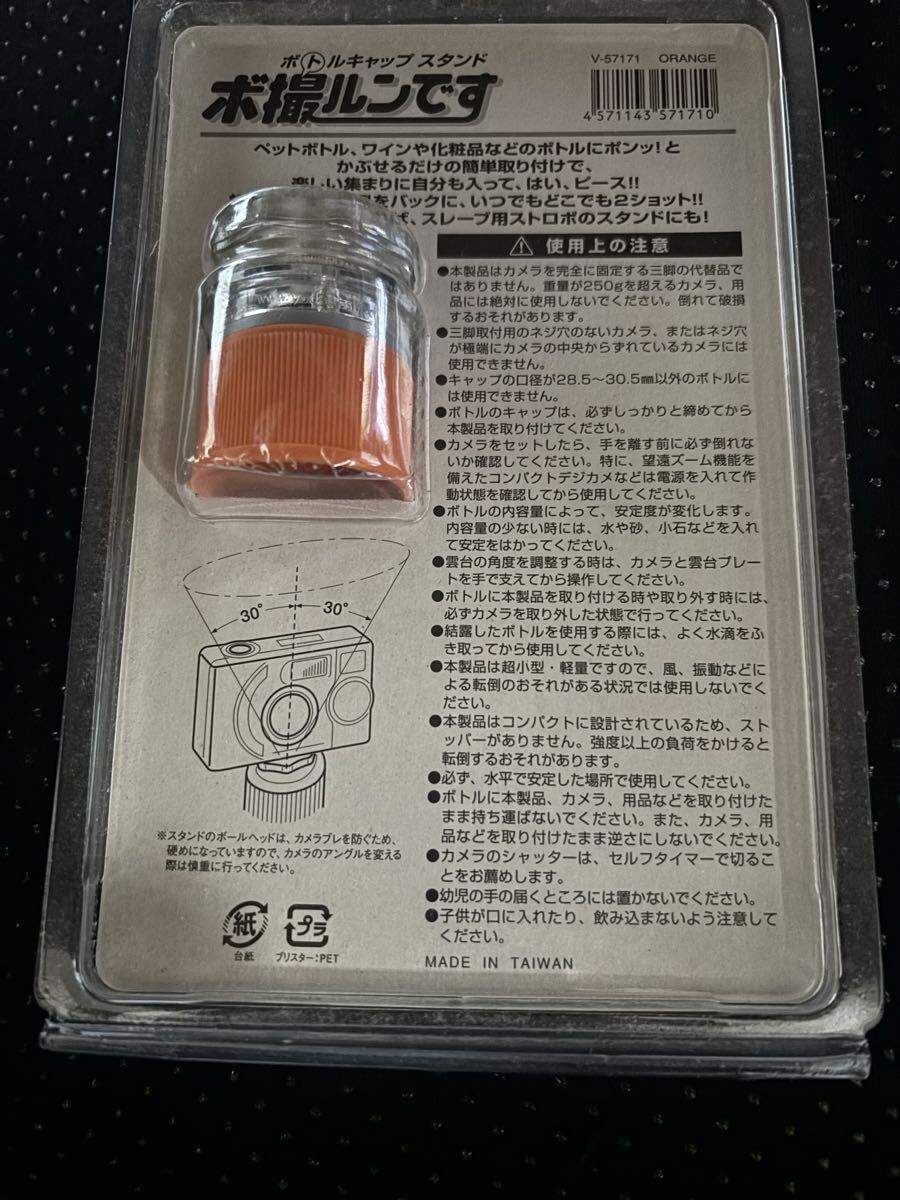 ボトルキャップ スタンド
ボ撮ルンです
V-57171 ORANGE
4 571143 571710
ペットボトル、ワインや化粧品などのボトルにポンッ!と
かぶせるだけの簡単取り付けで、
楽しい集まりに自分も入って、はい、ピース!!
をバックに、いつでもどこでも2ショット!!
ば、スレーブ用ストロボのスタンドにも!
使用上の注意
●本製品はカメラを完全に固定する三脚の代替品で
はありません。重量が250gを超えるカメラ、用
品には絶対に使用しないでください。倒れて破損
するおそれがあります。
●三脚取付用のネジ穴のないカメラ、またはネジ穴
が極端にカメラの中央からずれているカメラには
使用できません。
●キャップの口径が28.5～30.5㎜以外のボトルに
は使用できません。
●ボトルのキャップは、必ずしっかりと締めてから
本製品を取り付けてください。
●カメラをセットしたら、手を離す前に必ず倒れな
いか確認してください。特に、望遠ズーム機能を
備えたコンパクトデジカメなどは電源を入れて作
動状態を確認してから使用してください。
●ボトルの内容量によって、安定度が変化します。
内容量の少ない時には、水や砂、小石などを入れ
て安定をはかってください。
●雲台の角度を調整する時は、カメラと雲台プレー
トを手で支えてから操作してください。
●ボトルに本製品を取り付ける時や取り外す時には、
必ずカメラを取り外した状態で行ってください。
●結露したボトルを使用する際には、よく水滴をふ
き取ってから使用してください。
●本製品は超小型・軽量ですので、風、振動などに
よる転倒のおそれがある状況では使用しないでく
ださい。
●本製品はコンパクトに設計されているため、スト
ッパーがありません。強度以上の負荷をかけると
転倒するおそれがあります。
●必ず、水平で安定した場所で使用してください。
●ボトルに本製品、カメラ、用品などを取り付けた
まま持ち運ばないでください。また、カメラ、用
品などを取り付けたまま逆さにしないでください。
●カメラのシャッターは、セルフタイマーで切ること
をお薦めします。
●幼児の手の届くところには置かないでください。
●子供が口に入れたり、飲み込まないよう注意して
ください。
30° 30°
※スタンドのボールヘッドは、カメラブレを防ぐため、
硬めになっていますので、カメラのアングルを変える
際は慎重に行ってください。
紙 プラ
台紙 ブリスター:PET
MADE IN TAIWAN